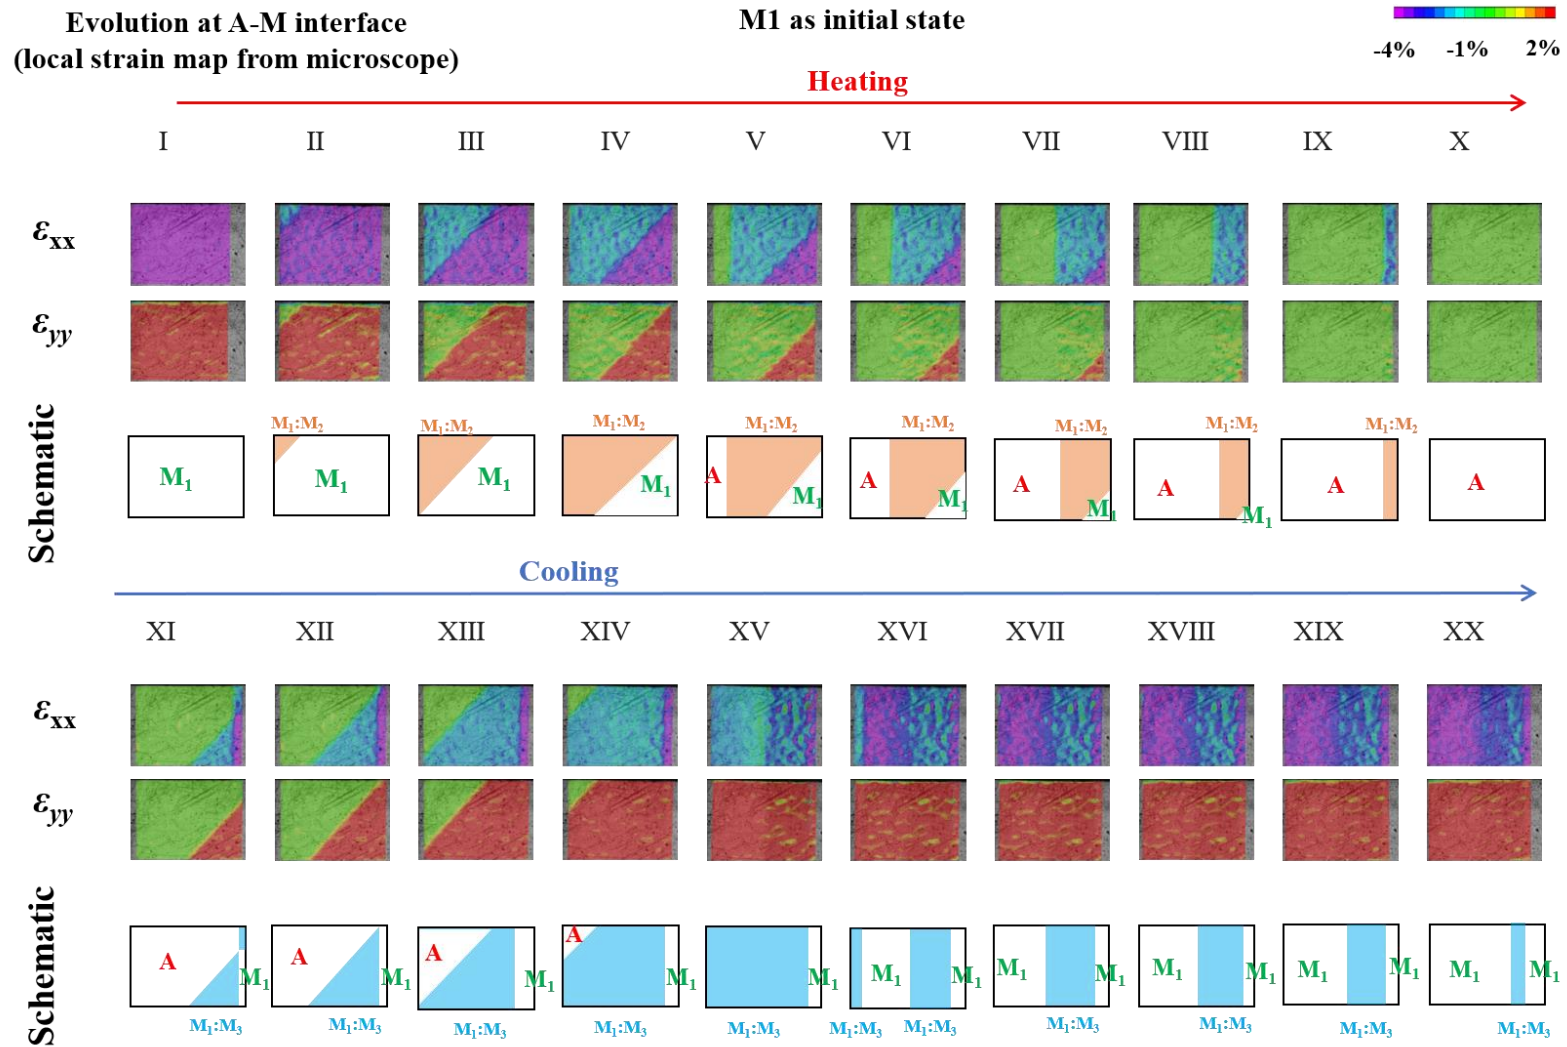 Evolution at A-M interface
(local strain map from microscope)
M1 as initial state
-4% -1% 2%
Heating
I II III IV V VI VII VIII IX X
εxx
εyy
Schematic
M1:M2 M1:M2 M1:M2 M1:M2 M1:M2 M1:M2 M1:M2 M1:M2
M1 M1 M1 M1 A M1 A M1 A M1 A M1 A A
Cooling
XI XII XIII XIV XV XVI XVII XVIII XIX XX
εxx
εyy
Schematic
A M1 A M1 A M1 A M1 M1 M1 M1 M1 M1 M1 M1 M1 M1 M1 M1
M1:M3 M1:M3 M1:M3 M1:M3 M1:M3 M1:M3 M1:M3 M1:M3 M1:M3 M1:M3 M1:M3